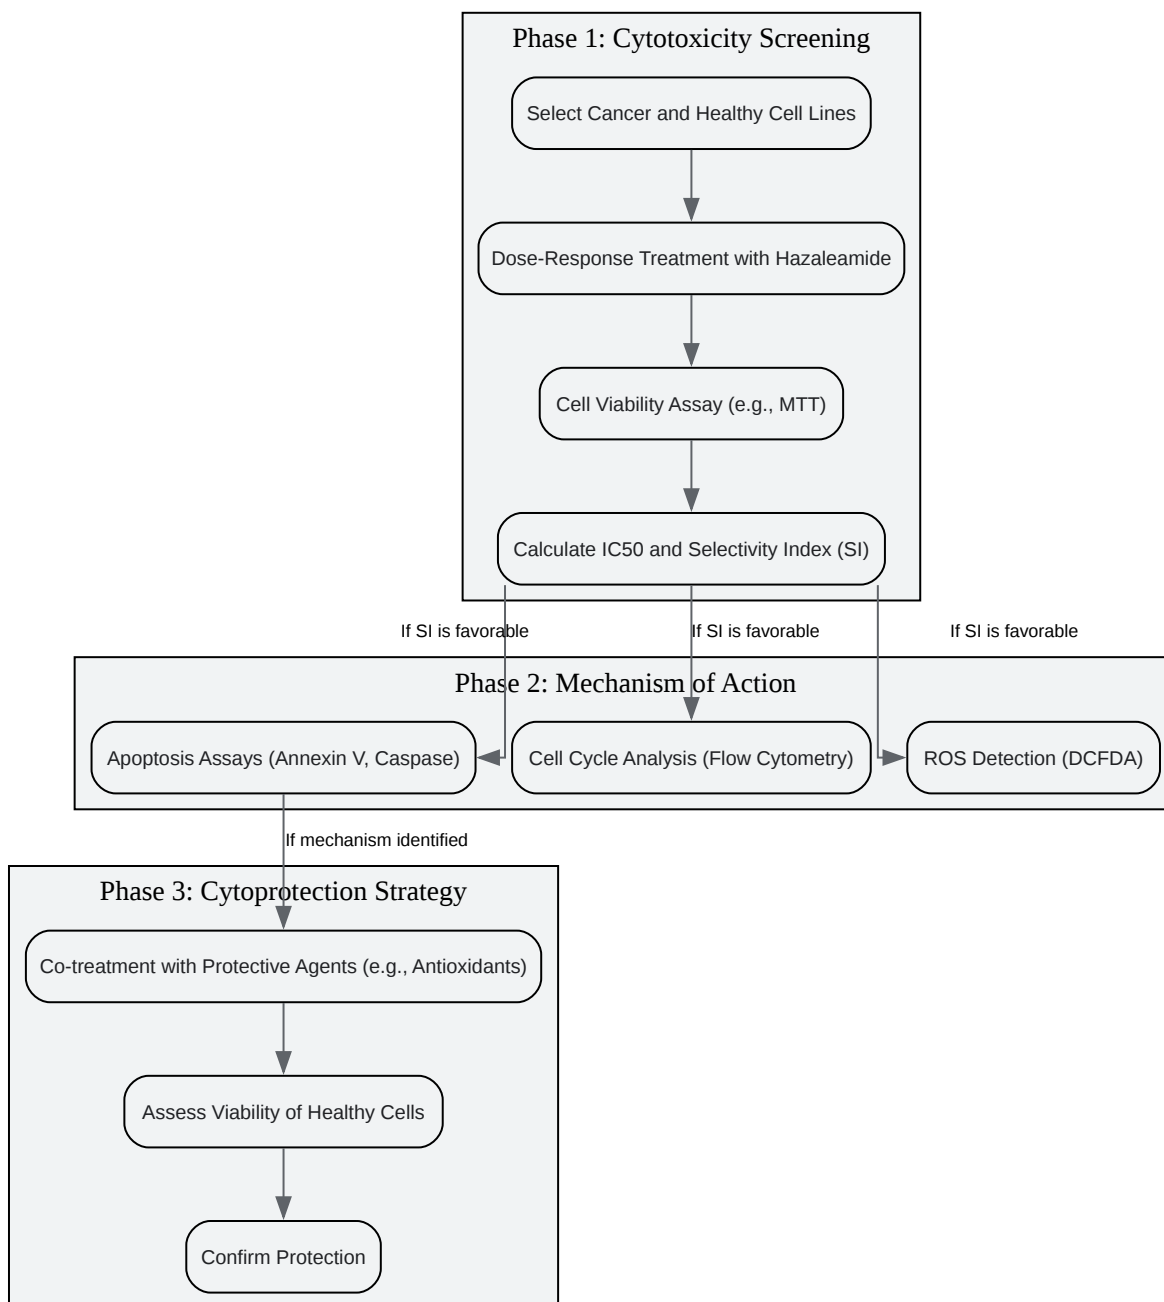 Phase 1: Cytotoxicity Screening
Select Cancer and Healthy Cell Lines
Dose-Response Treatment with Hazaleamide
Cell Viability Assay (e.g., MTT)
Calculate IC50 and Selectivity Index (SI)
If SI is favorable
If SI is favorable
If SI is favorable
Phase 2: Mechanism of Action
Apoptosis Assays (Annexin V, Caspase)
Cell Cycle Analysis (Flow Cytometry)
ROS Detection (DCFDA)
If mechanism identified
Phase 3: Cytoprotection Strategy
Co-treatment with Protective Agents (e.g., Antioxidants)
Assess Viability of Healthy Cells
Confirm Protection